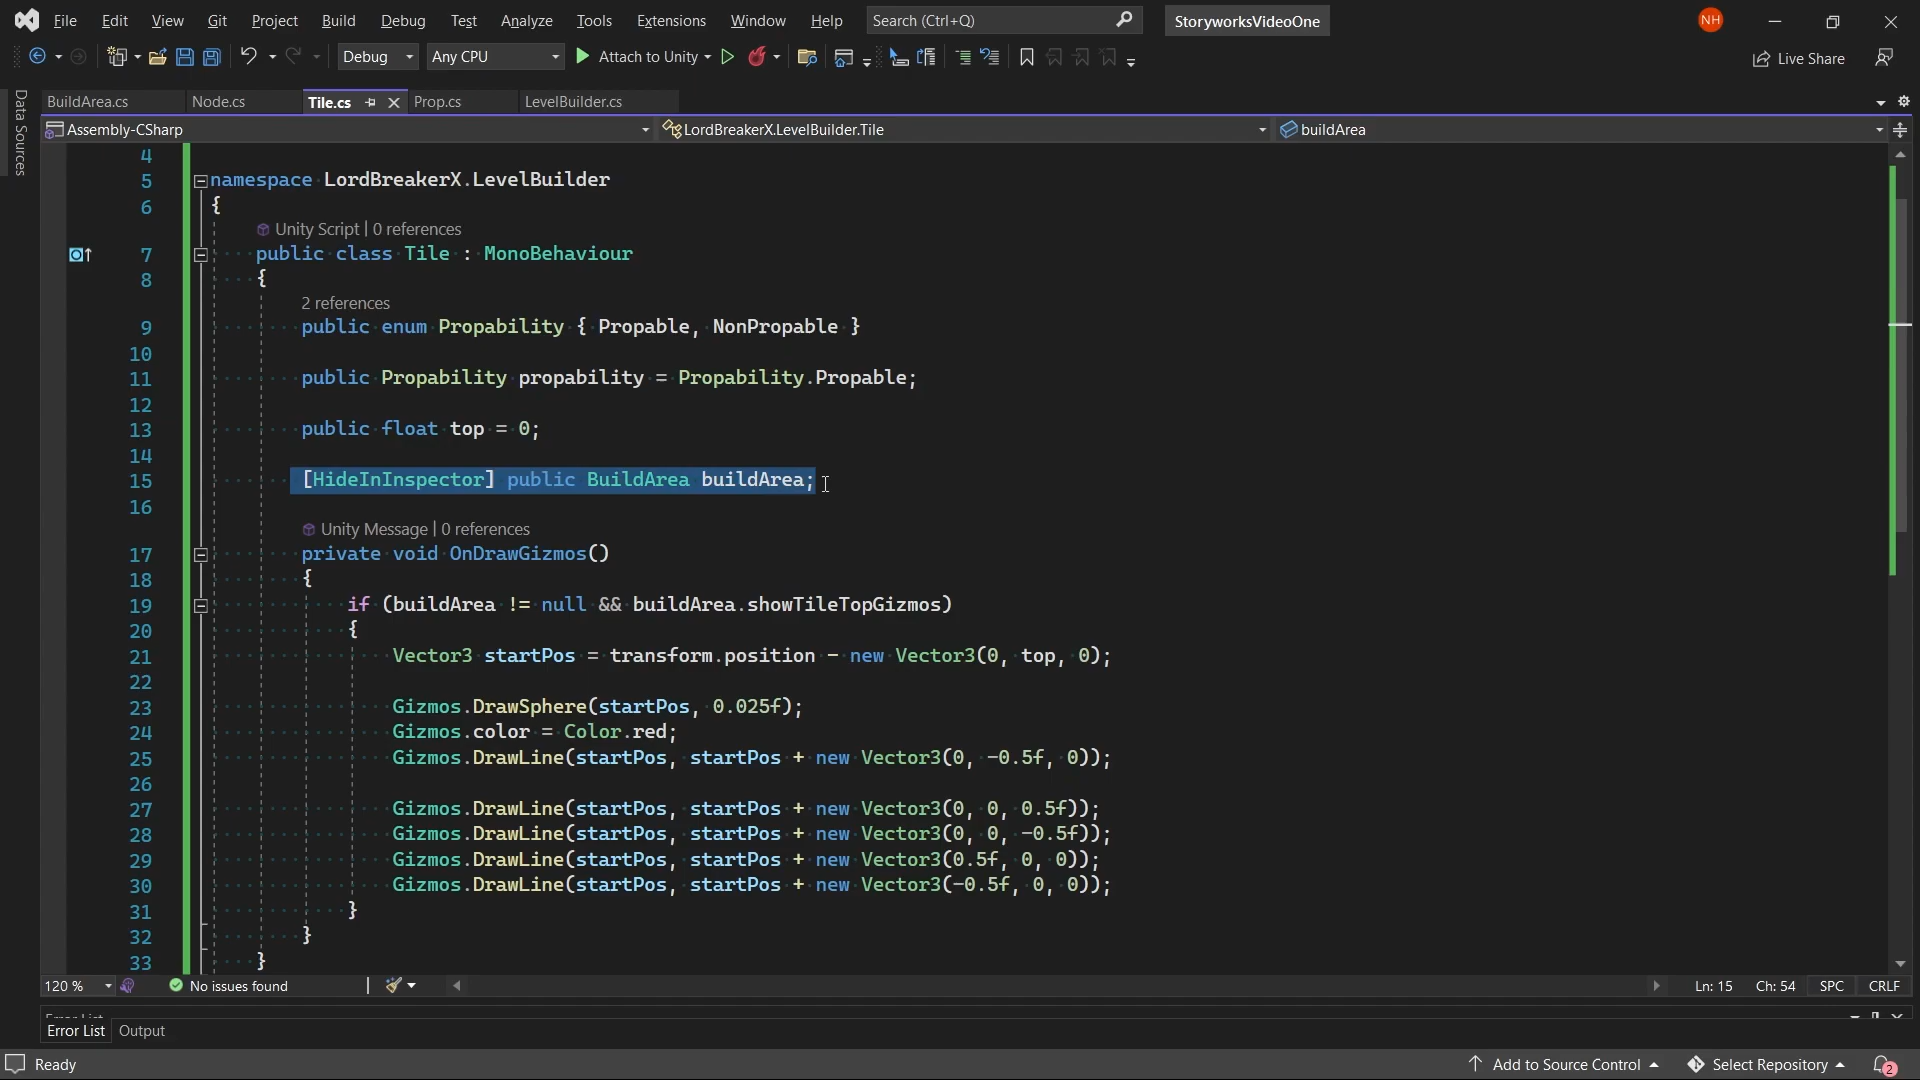 File Edit View Git Project Build Debug Test Analyze Tools Extensions Window Help Search (Ctrl+Q) StoryworksVideoOne NH
Debug Any CPU Attach to Unity Live Share
Data Sources
BuildArea.cs Node.cs Tile.cs Prop.cs LevelBuilder.cs
Assembly-CSharp LordBreakerX.LevelBuilder.Tile buildArea
4
5 namespace LordBreakerX.LevelBuilder
6 {
Unity Script | 0 references
7 public class Tile : MonoBehaviour
8 {
2 references
9 public enum Propability { Propable, NonPropable }
10
11 public Propability propability = Propability.Propable;
12
13 public float top = 0;
14
15 [HideInInspector] public BuildArea buildArea;
16
Unity Message | 0 references
17 private void OnDrawGizmos()
18 {
19 if (buildArea != null && buildArea.showTileTopGizmos)
20 {
21 Vector3 startPos = transform.position - new Vector3(0, top, 0);
22
23 Gizmos.DrawSphere(startPos, 0.025f);
24 Gizmos.color = Color.red;
25 Gizmos.DrawLine(startPos, startPos + new Vector3(0, -0.5f, 0));
26
27 Gizmos.DrawLine(startPos, startPos + new Vector3(0, 0, 0.5f));
28 Gizmos.DrawLine(startPos, startPos + new Vector3(0, 0, -0.5f));
29 Gizmos.DrawLine(startPos, startPos + new Vector3(0.5f, 0, 0));
30 Gizmos.DrawLine(startPos, startPos + new Vector3(-0.5f, 0, 0));
31 }
32 }
33 }
120 % No issues found Ln: 15 Ch: 54 SPC CRLF
Error List
Error List Output
Ready Add to Source Control Select Repository 2